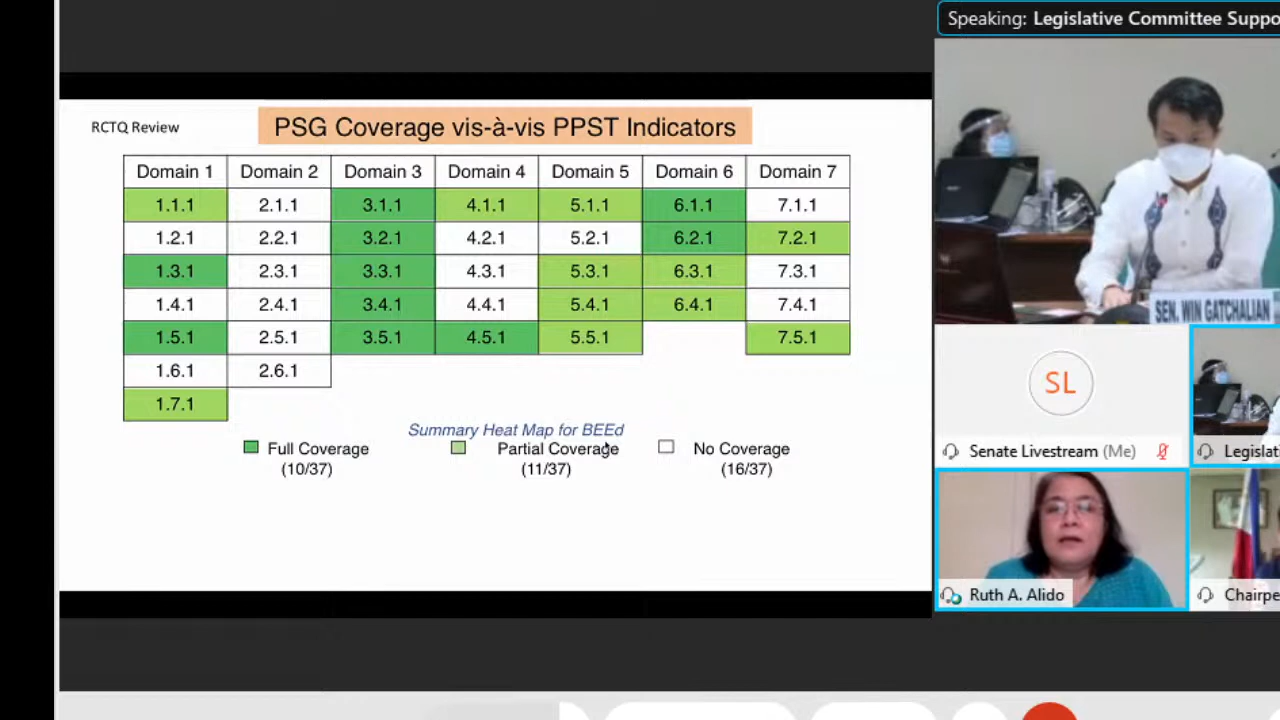 Speaking: Legislative Committee Suppo
RCTQ Review
PSG Coverage vis-à-vis PPST Indicators
Domain 1 Domain 2 Domain 3 Domain 4 Domain 5 Domain 6 Domain 7
1.1.1 2.1.1 3.1.1 4.1.1 5.1.1 6.1.1 7.1.1
1.2.1 2.2.1 3.2.1 4.2.1 5.2.1 6.2.1 7.2.1
1.3.1 2.3.1 3.3.1 4.3.1 5.3.1 6.3.1 7.3.1
1.4.1 2.4.1 3.4.1 4.4.1 5.4.1 6.4.1 7.4.1
1.5.1 2.5.1 3.5.1 4.5.1 5.5.1 7.5.1
1.6.1 2.6.1
1.7.1
Summary Heat Map for BEEd
Full Coverage Partial Coverage No Coverage
(10/37) (11/37) (16/37)
SEN. WIN GATCHALIAN
SL
Senate Livestream (Me)
Legislati
Ruth A. Alido
Chairpe